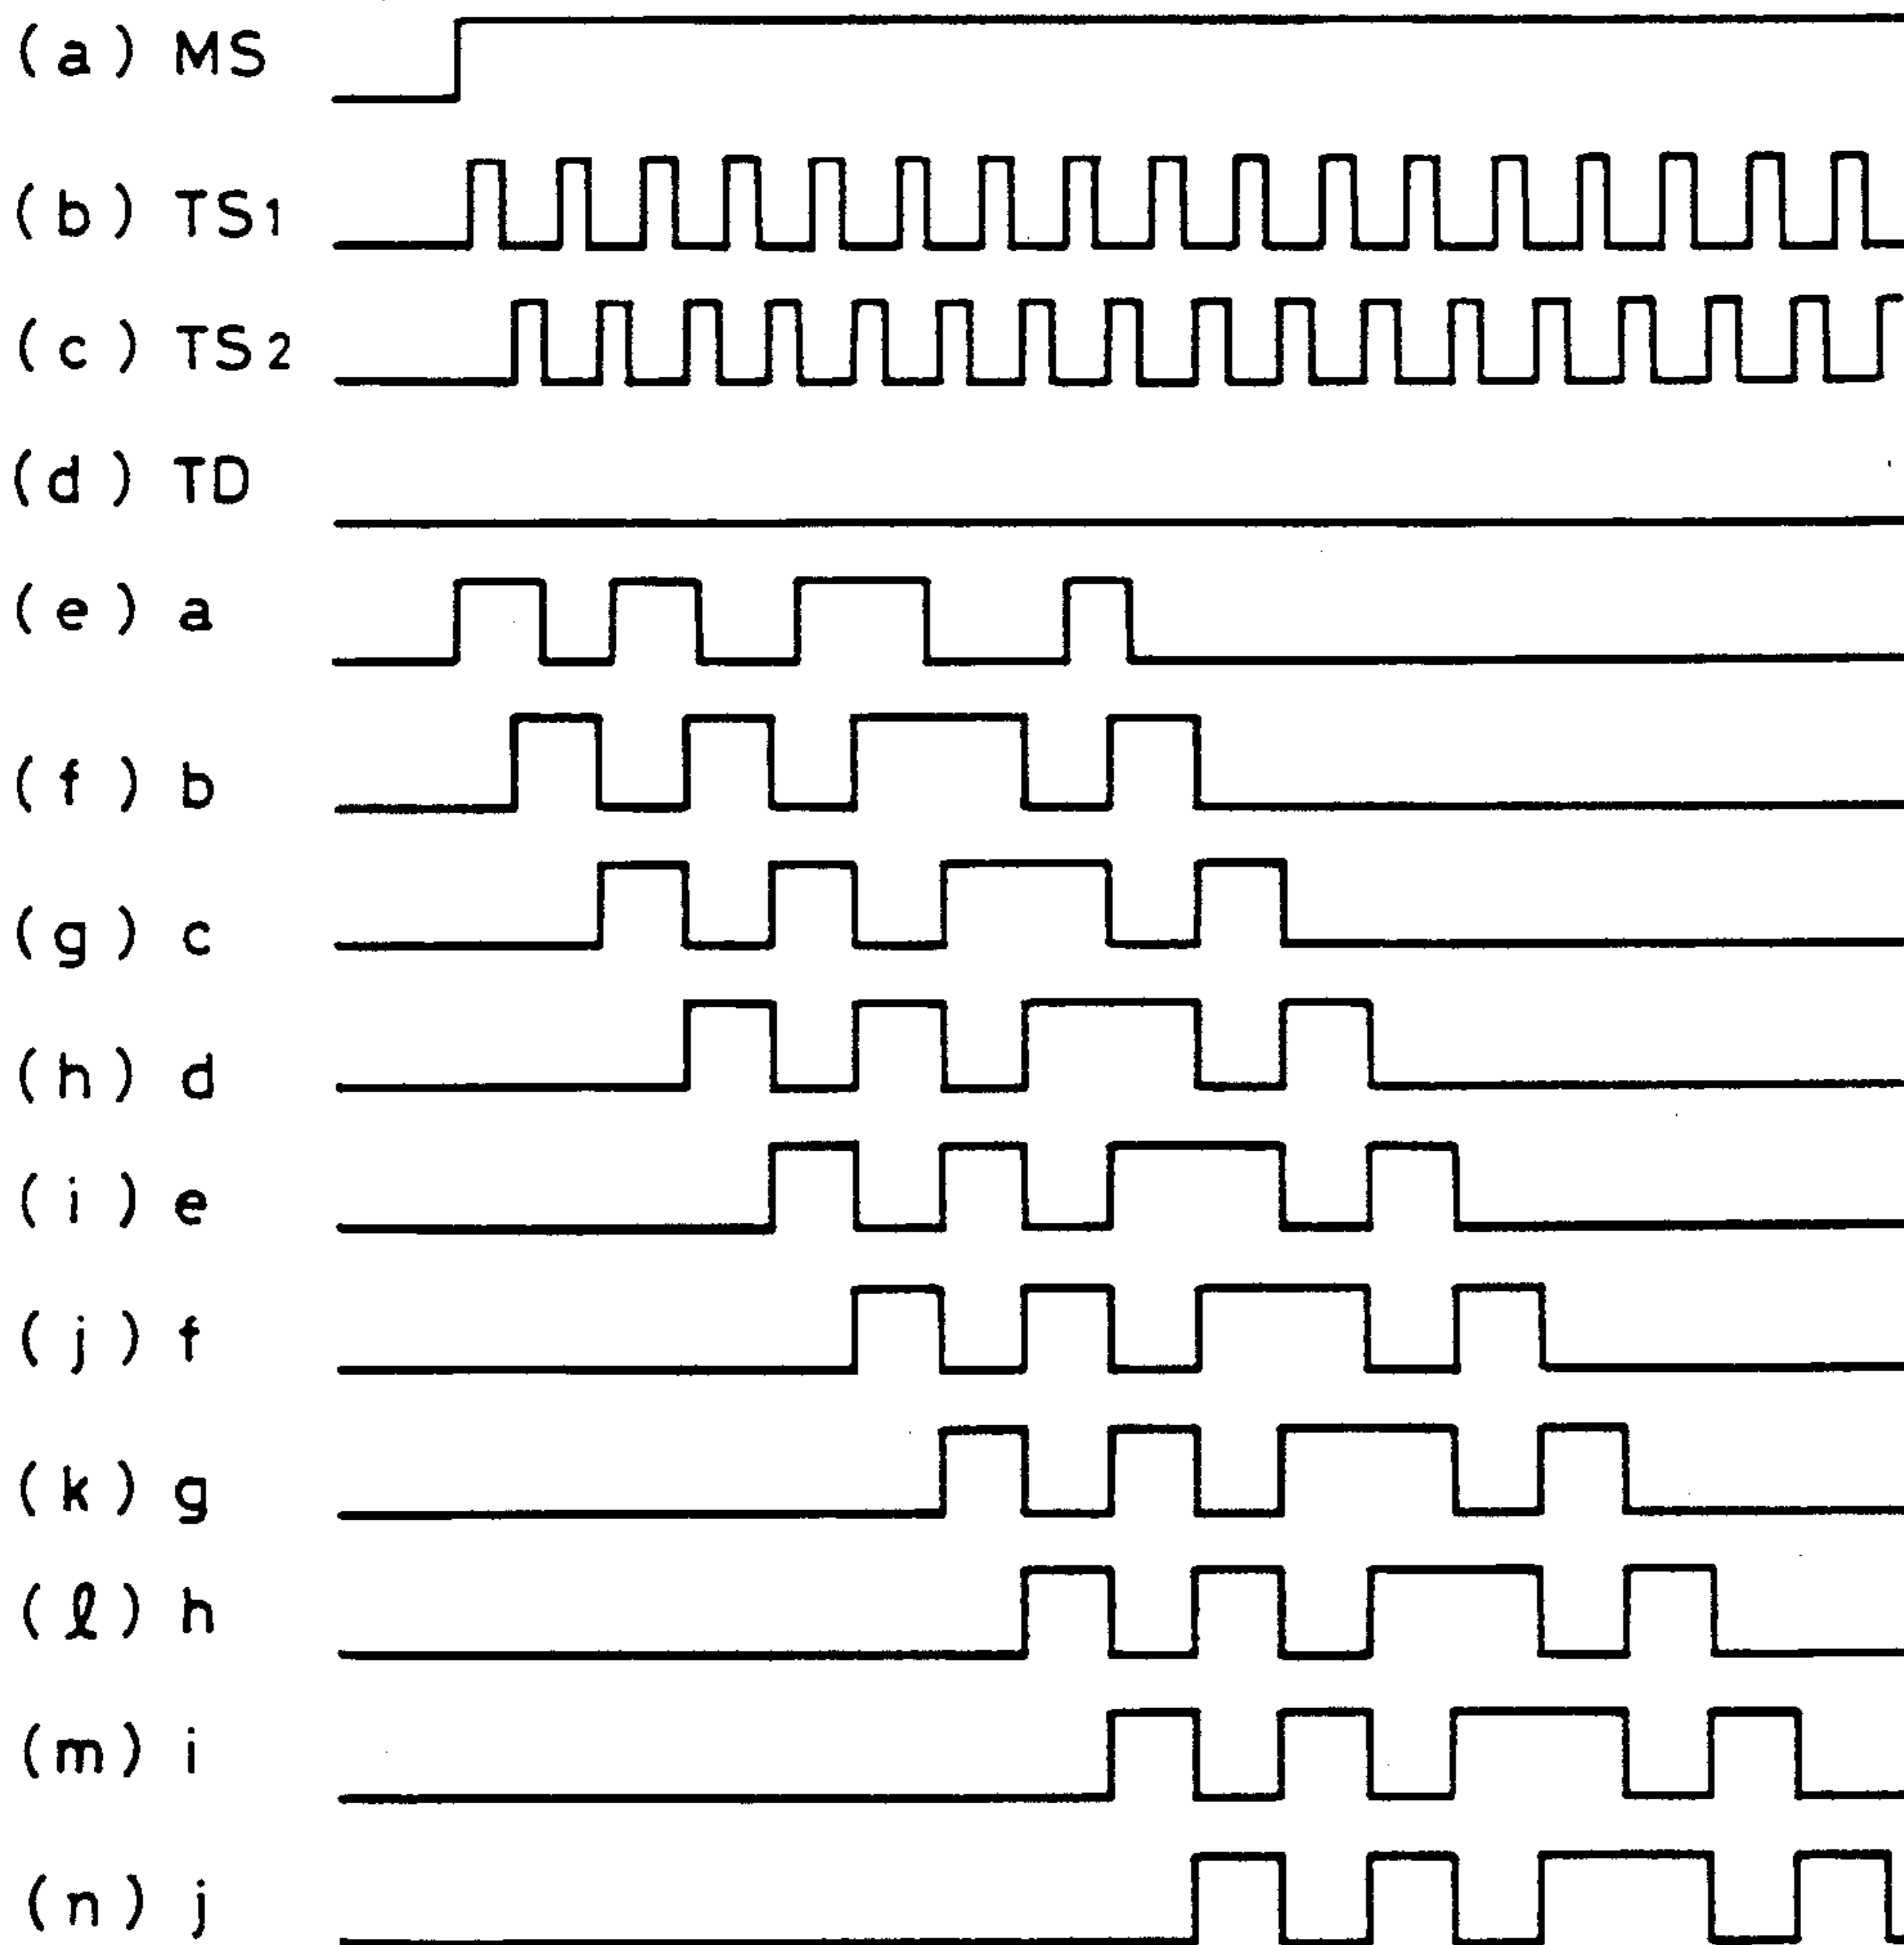 (a) MS
(b) TS1
(c) TS2
(d) TD
(e) a
(f) b
(g) c
(h) d
(i) e
(j) f
(k) g
(ℓ) h
(m) i
(n) j